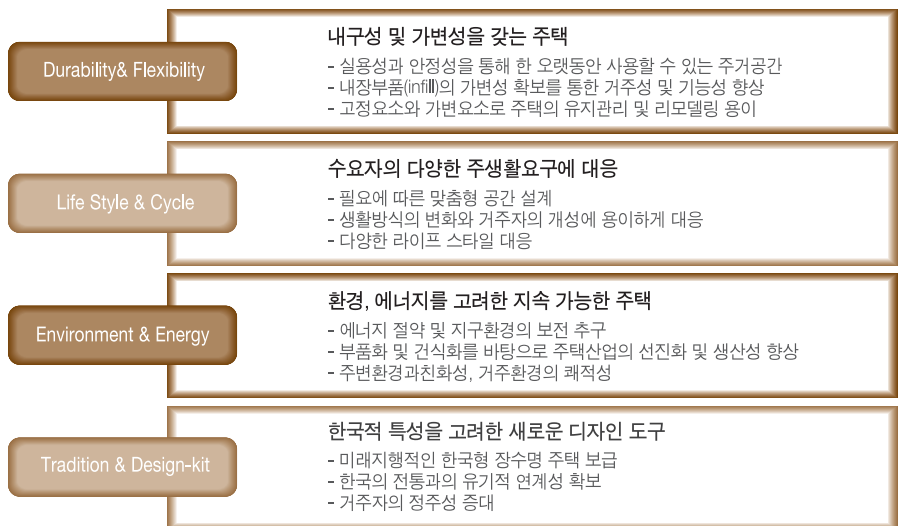 Durability& Flexibility
내구성 및 가변성을 갖는 주택
- 실용성과 안정성을 통해 한 오랫동안 사용할 수 있는 주거공간
- 내장부품(infill)의 가변성 확보를 통한 거주성 및 기능성 향상
- 고정요소와 가변요소로 주택의 유지관리 및 리모델링 용이
Life Style & Cycle
수요자의 다양한 주생활요구에 대응
- 필요에 따른 맞춤형 공간 설계
- 생활방식의 변화와 거주자의 개성에 용이하게 대응
- 다양한 라이프 스타일 대응
Environment & Energy
환경, 에너지를 고려한 지속 가능한 주택
- 에너지 절약 및 지구환경의 보전 추구
- 부품화 및 건식화를 바탕으로 주택산업의 선진화 및 생산성 향상
- 주변환경과친화성, 거주환경의 쾌적성
Tradition & Design-kit
한국적 특성을 고려한 새로운 디자인 도구
- 미래지행적인 한국형 장수명 주택 보급
- 한국의 전통과의 유기적 연계성 확보
- 거주자의 정주성 증대